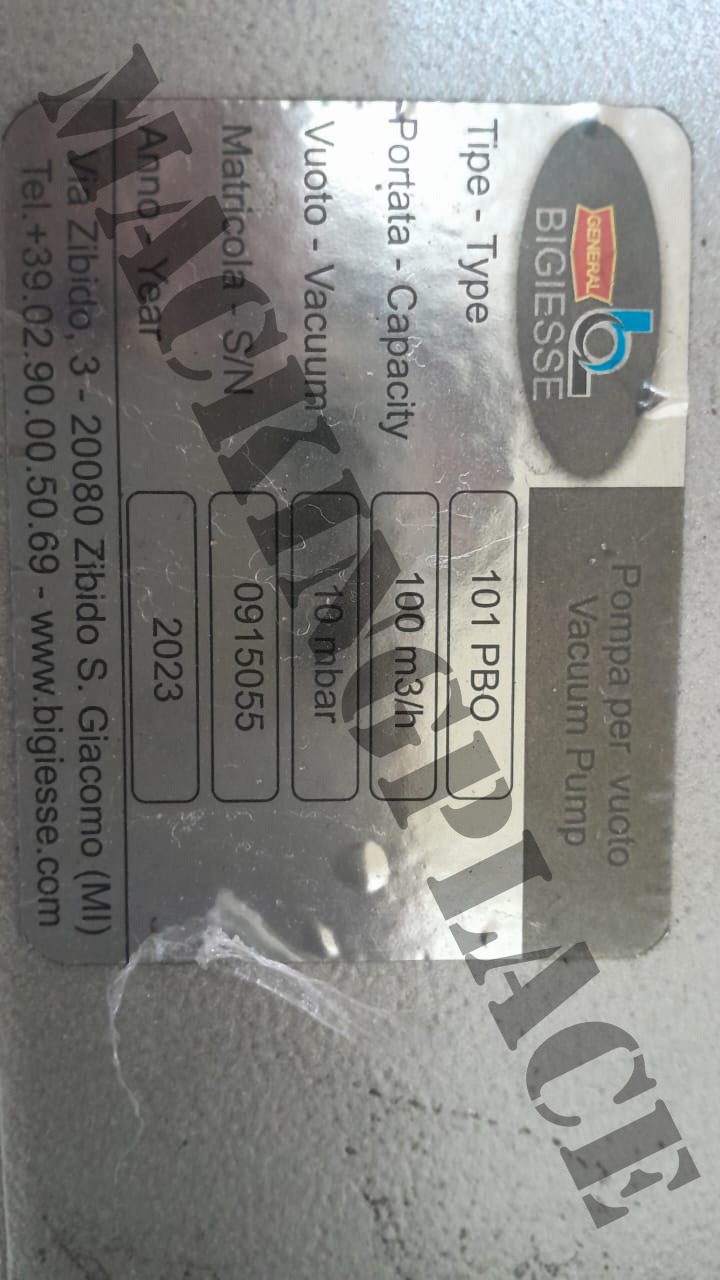 GENERAL
BIGIESSE
Pompa per vuoto
Vacuum Pump
Tipe - Type 101 PBO
Portata - Capacity 100 m3/h
Vuoto - Vacuum 10 mbar
Matricola - S/N 0915055
Anno - Year 2023
Via Zibido, 3 - 20080 Zibido S. Giacomo (MI)
Tel.+39.02.90.00.50.69 - www.bigiesse.com
MACKINGPLACE